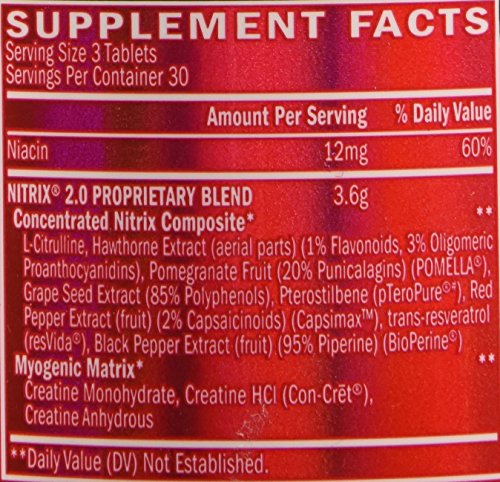 SUPPLEMENT FACTS
Serving Size 3 Tablets
Servings Per Container 30
Amount Per Serving % Daily Value
Niacin 12mg 60%
NITRIX® 2.0 PROPRIETARY BLEND 3.6g
Concentrated Nitrix Composite* **
L-Citrulline, Hawthorne Extract (aerial parts) (1% Flavonoids, 3% Oligomeric
Proanthocyanidins), Pomegranate Fruit (20% Punicalagins) (POMELLA®),
Grape Seed Extract (85% Polyphenols), Pterostilbene (pTeroPure®#), Red
Pepper Extract (fruit) (2% Capsaicinoids) (Capsimax™), trans-resveratrol
(resVida®), Black Pepper Extract (fruit) (95% Piperine) (BioPerine®)
Myogenic Matrix* **
Creatine Monohydrate, Creatine HCl (Con-Crēt®),
Creatine Anhydrous
**Daily Value (DV) Not Established.